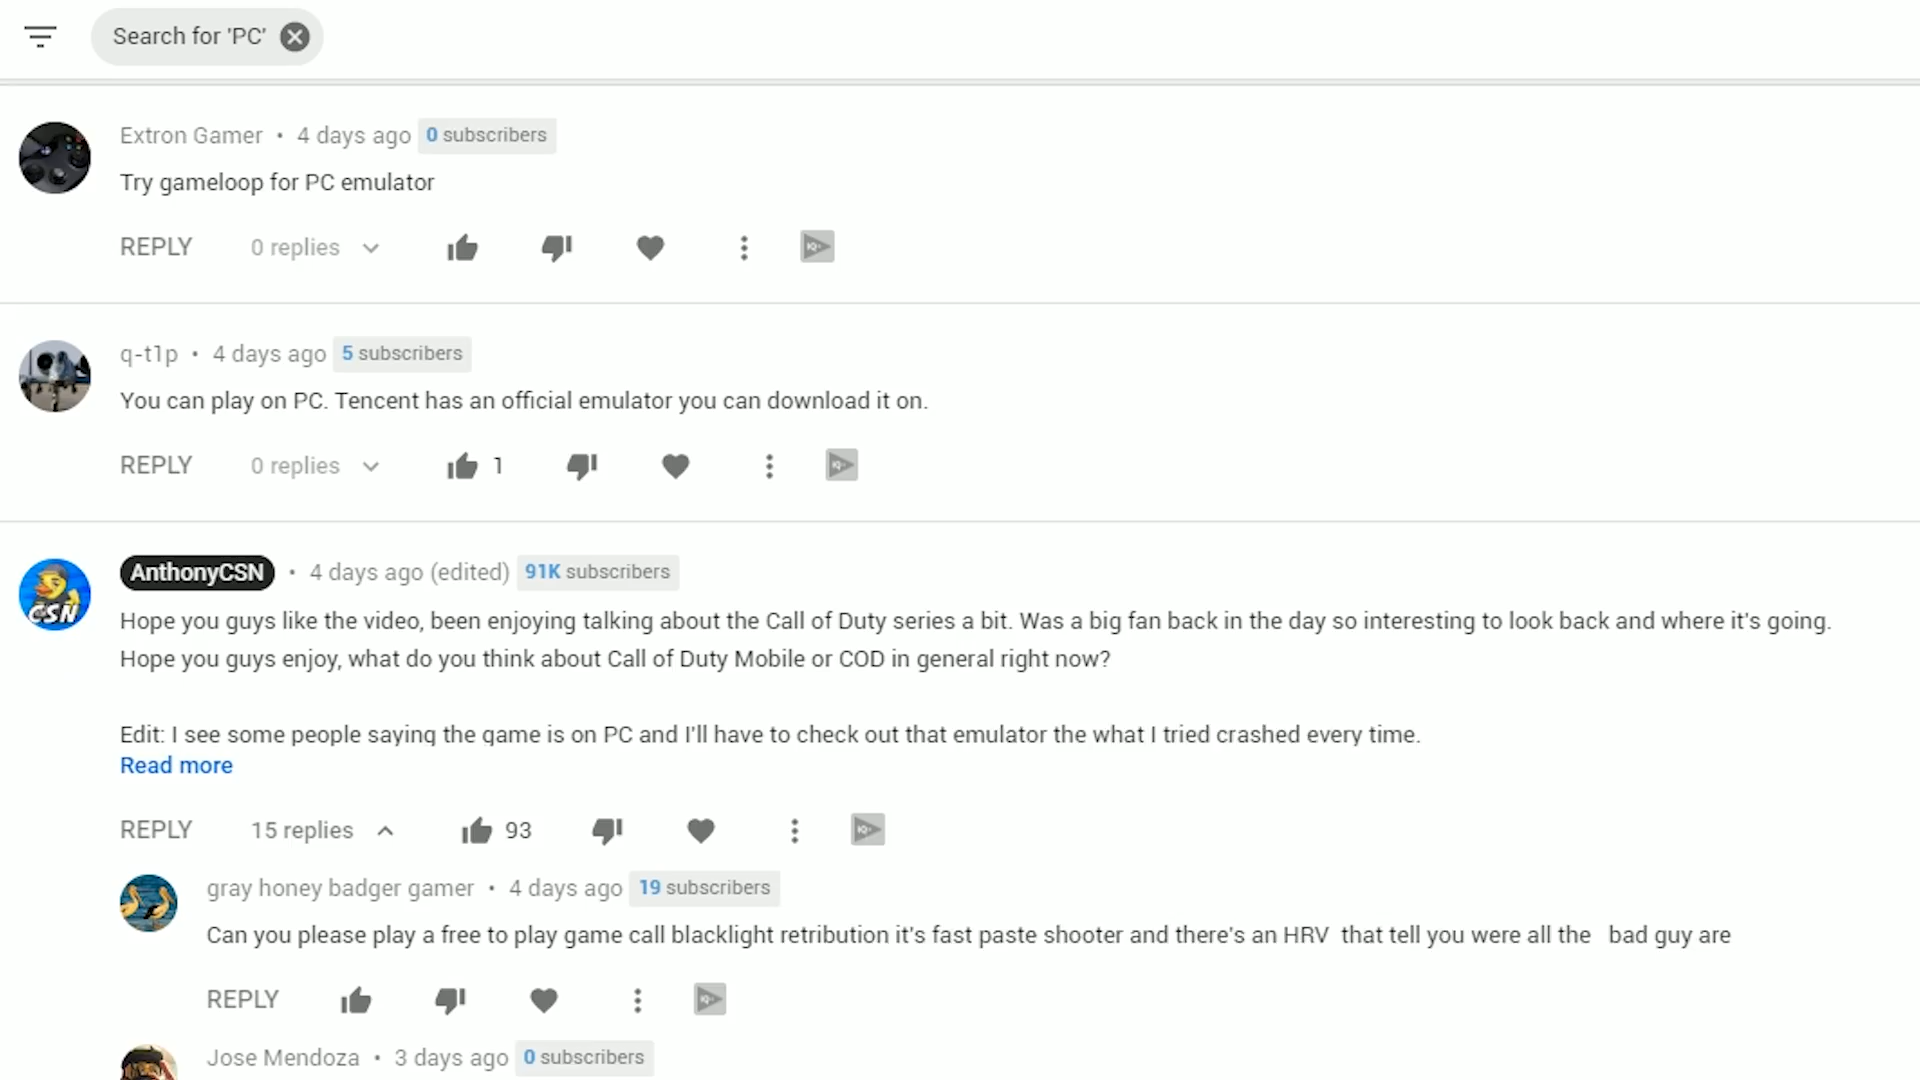 Search for 'PC'
Extron Gamer • 4 days ago 0 subscribers
Try gameloop for PC emulator
REPLY 0 replies
q-t1p • 4 days ago 5 subscribers
You can play on PC. Tencent has an official emulator you can download it on.
REPLY 0 replies 1
CSN
AnthonyCSN • 4 days ago (edited) 91K subscribers
Hope you guys like the video, been enjoying talking about the Call of Duty series a bit. Was a big fan back in the day so interesting to look back and where it's going.
Hope you guys enjoy, what do you think about Call of Duty Mobile or COD in general right now?
Edit: I see some people saying the game is on PC and I'll have to check out that emulator the what I tried crashed every time.
Read more
REPLY 15 replies 93
gray honey badger gamer • 4 days ago 19 subscribers
Can you please play a free to play game call blacklight retribution it's fast paste shooter and there's an HRV that tell you were all the bad guy are
REPLY
Jose Mendoza • 3 days ago 0 subscribers